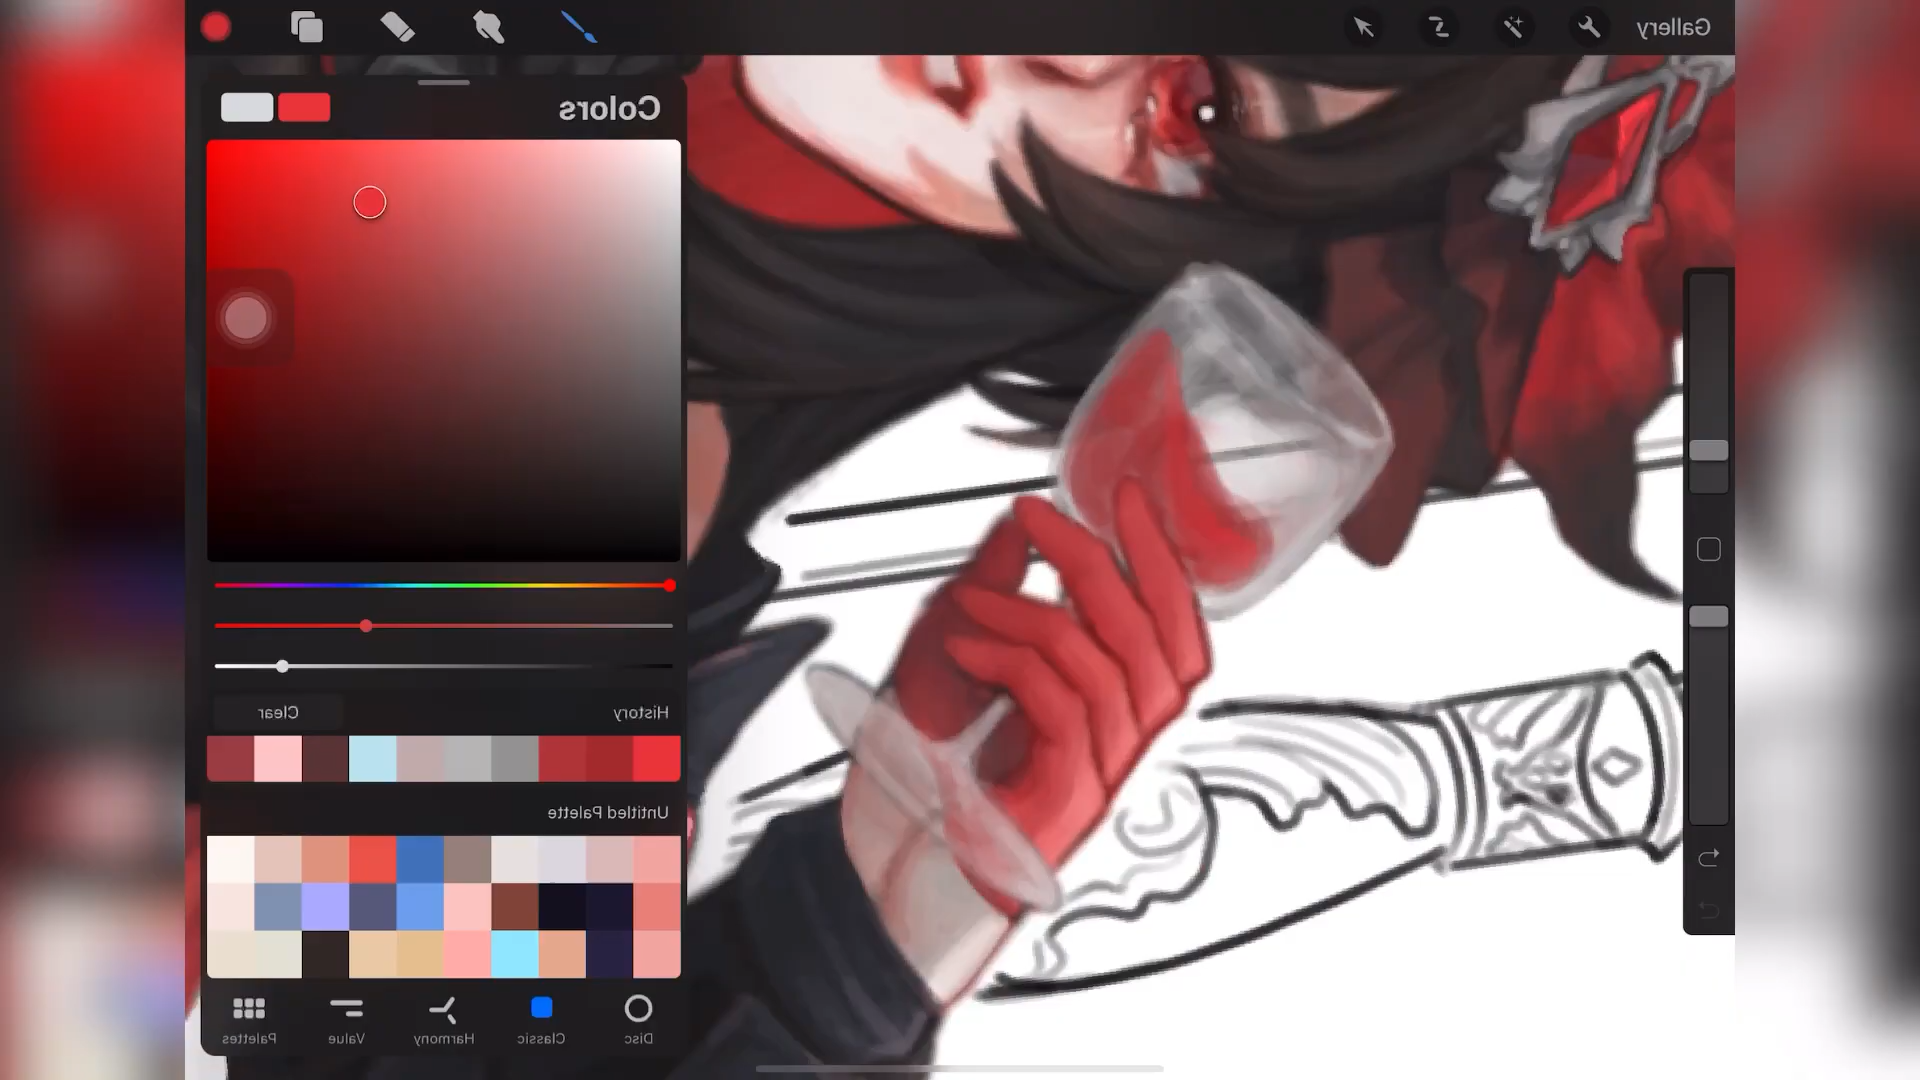 Gallery
Colors
History
Clear
Untitled Palette
Disc
Classic
Harmony
Value
Palettes